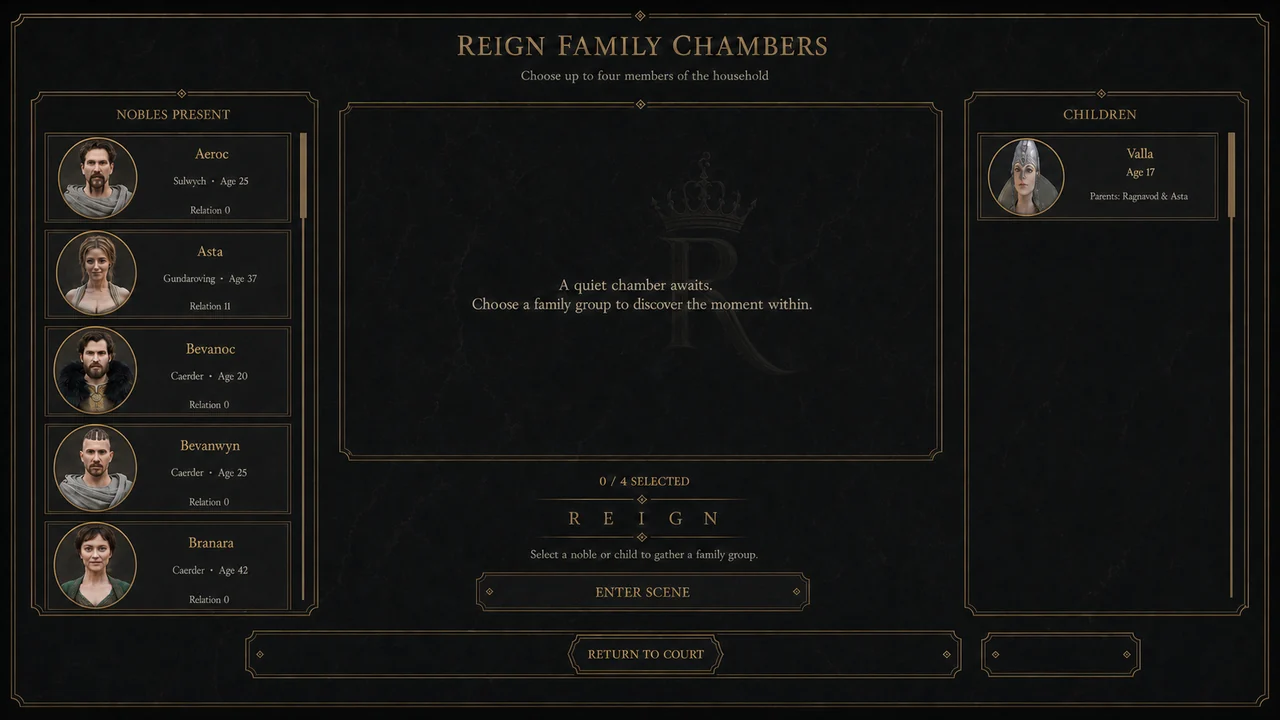 REIGN FAMILY CHAMBERS
Choose up to four members of the household
NOBLES PRESENT
Aeroc
Sulwych • Age 25
Relation 0
Asta
Gundaroving • Age 37
Relation 11
Bevanoc
Caerder • Age 20
Relation 0
Bevanwyn
Caerder • Age 25
Relation 0
Branara
Caerder • Age 42
Relation 0
R
A quiet chamber awaits.
Choose a family group to discover the moment within.
0 / 4 SELECTED
REIGN
Select a noble or child to gather a family group.
ENTER SCENE
CHILDREN
Valla
Age 17
Parents: Ragnavod & Asta
RETURN TO COURT